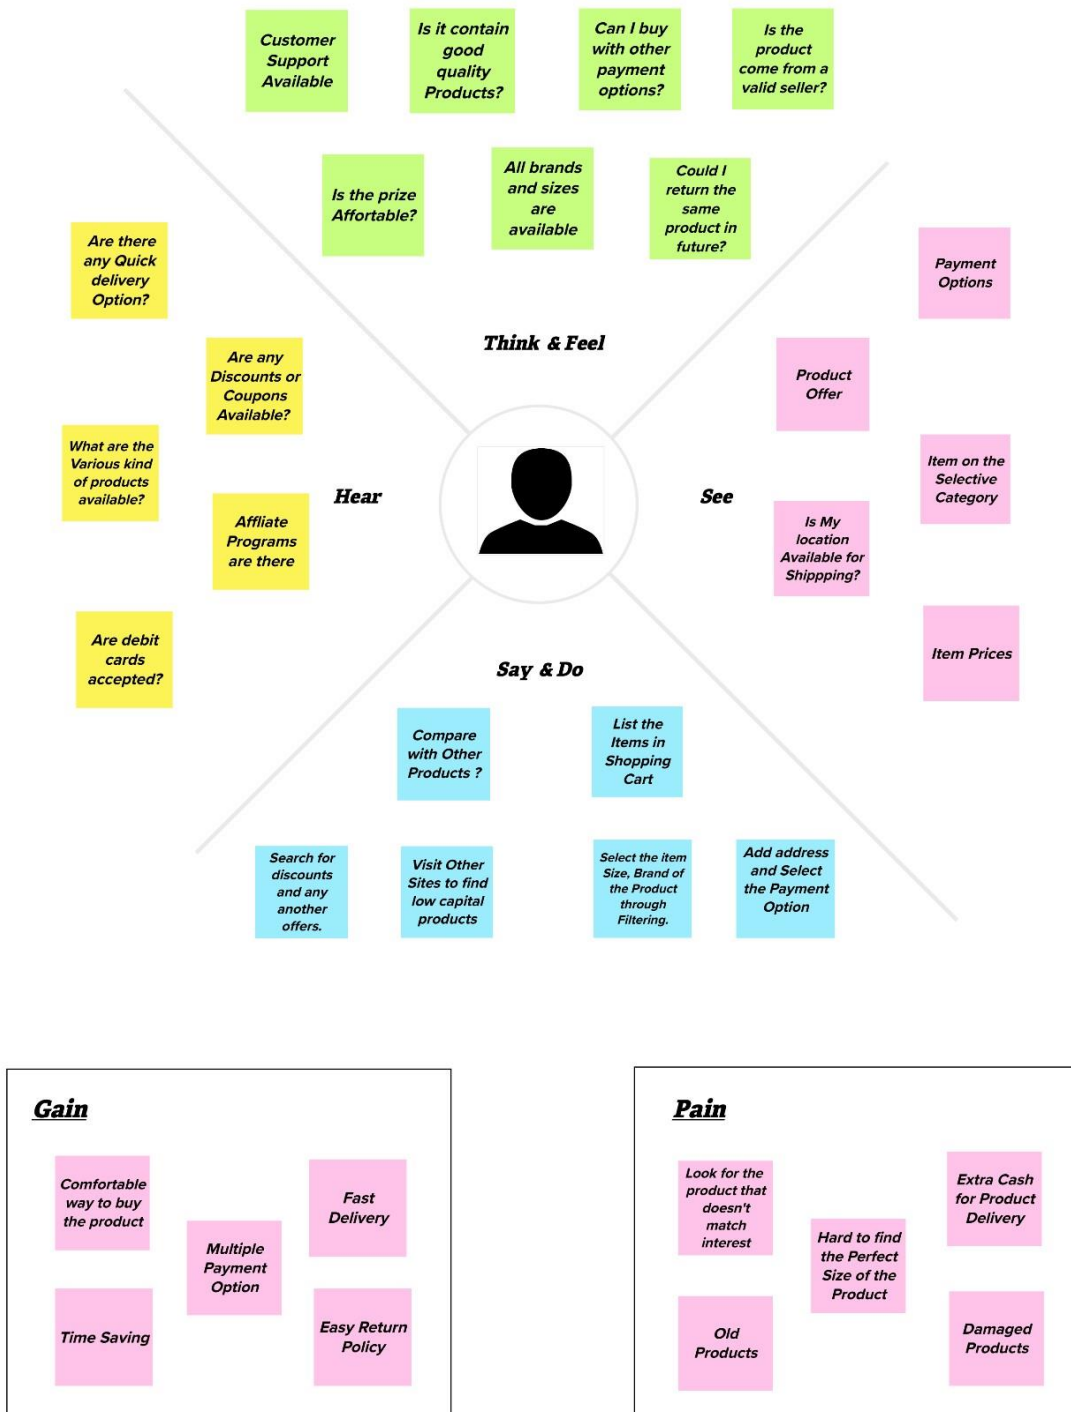 Customer
Support
Available
Is it contain
good
quality
Products?
Can I buy
with other
payment
options?
Is the
product
come from a
valid seller?
Is the prize
Affortable?
All brands
and sizes
are
available
Could I
return the
same
product in
future?
Think & Feel
Are there
any Quick
delivery
Option?
Are any
Discounts or
Coupons
Available?
What are the
Various kind
of products
available?
Affliate
Programs
are there
Are debit
cards
accepted?
Hear
See
Payment
Options
Product
Offer
Item on the
Selective
Category
Is My
location
Available for
Shippping?
Item Prices
Say & Do
Compare
with Other
Products ?
List the
Items in
Shopping
Cart
Search for
discounts
and any
another
offers.
Visit Other
Sites to find
low capital
products
Select the item
Size, Brand of
the Product
through
Filtering.
Add address
and Select
the Payment
Option
Gain
Comfortable
way to buy
the product
Fast
Delivery
Multiple
Payment
Option
Time Saving
Easy Return
Policy
Pain
Look for the
product that
doesn't
match
interest
Extra Cash
for Product
Delivery
Hard to find
the Perfect
Size of the
Product
Old
Products
Damaged
Products